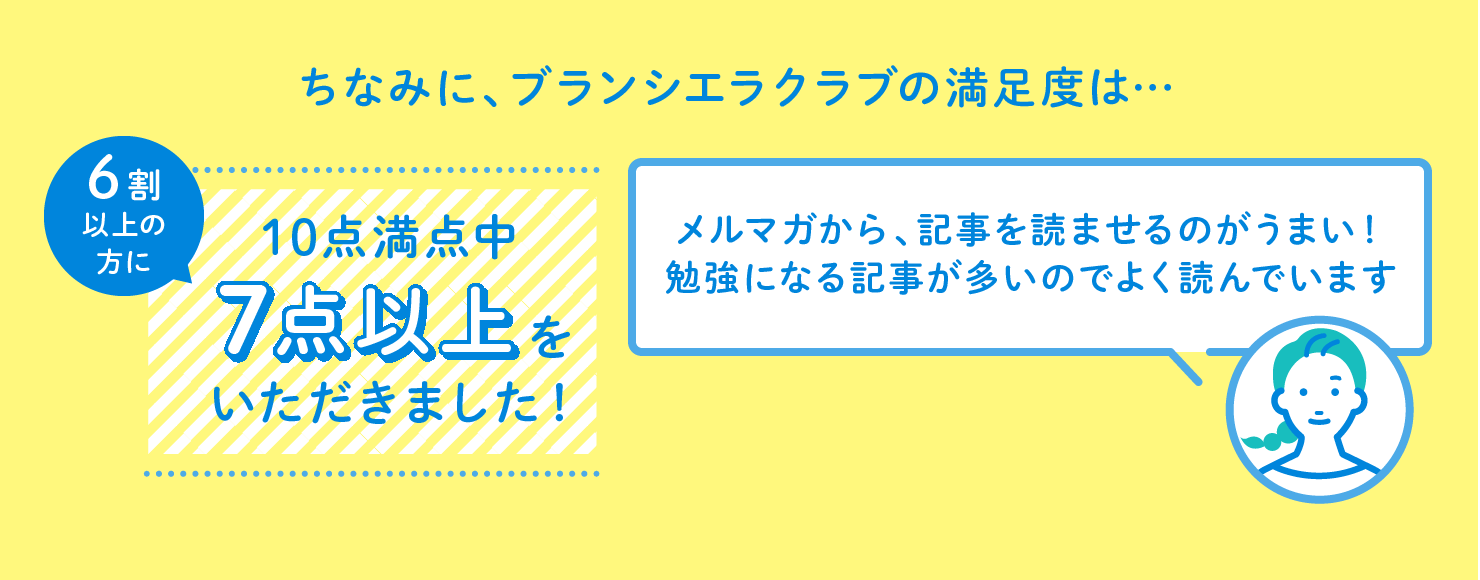 ちなみに、ブランシエラクラブの満足度は…
6割
以上の
方に
10点満点中
7点以上を
いただきました！
メルマガから、記事を読ませるのがうまい！
勉強になる記事が多いのでよく読んでいます